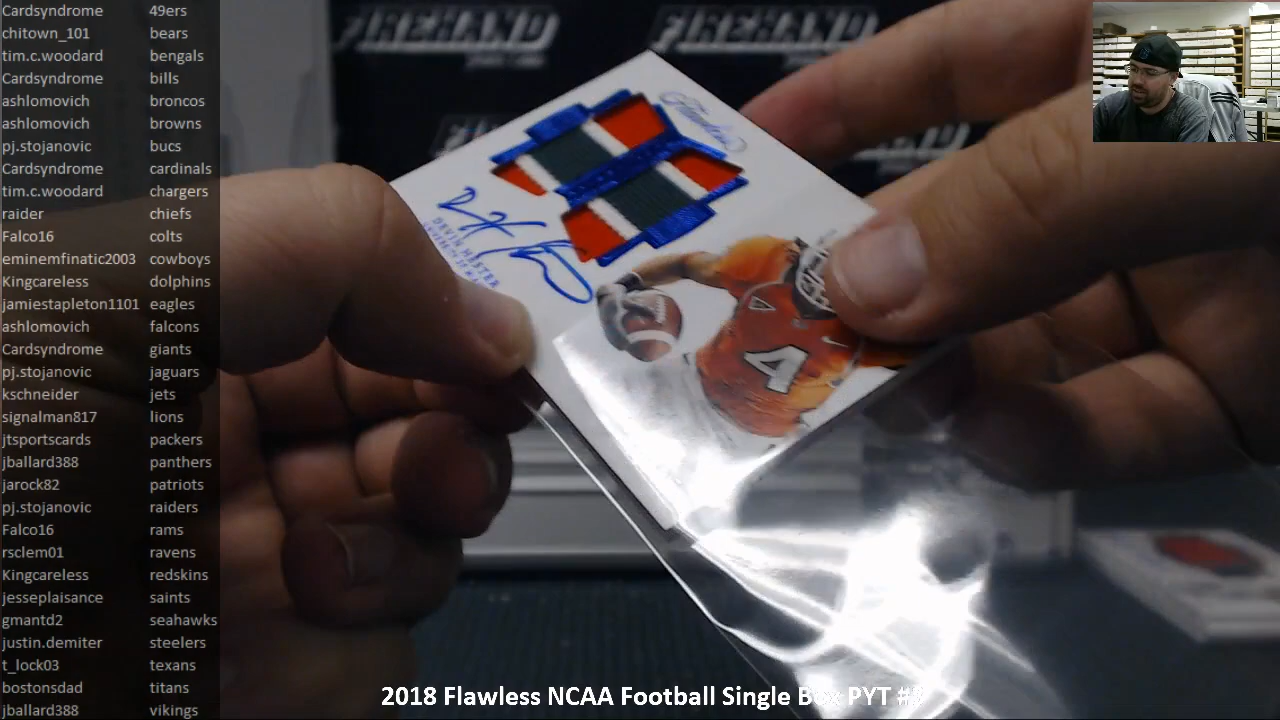 Cardsyndrome 49ers
chitown_101 bears
tim.c.woodard bengals
Cardsyndrome bills
ashlomovich broncos
ashlomovich browns
pj.stojanovic bucs
Cardsyndrome cardinals
tim.c.woodard chargers
raider chiefs
Falco16 colts
eminemfinatic2003 cowboys
Kingcareless dolphins
jamiestapleton1101 eagles
ashlomovich falcons
Cardsyndrome giants
pj.stojanovic jaguars
kschneider jets
signalman817 lions
jtsportscards packers
jballard388 panthers
jarock82 patriots
pj.stojanovic raiders
Falco16 rams
rsclem01 ravens
Kingcareless redskins
jesseplaisance saints
gmantd2 seahawks
justin.demiter steelers
t_lock03 texans
bostonsdad titans
jballard388 vikings
FIREHAND
FIREHAND
Flawless
DEVIN HESTER
4
2018 Flawless NCAA Football Single Box PYT